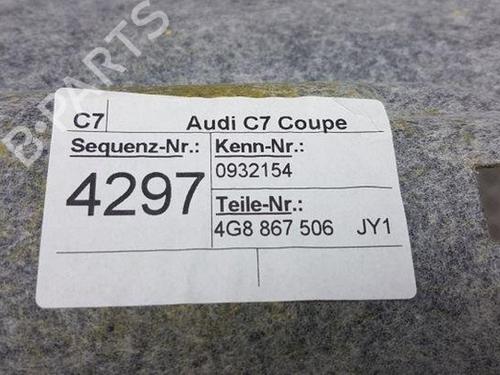 B-PARTS
C7 Audi C7 Coupe
Sequenz-Nr.: Kenn-Nr.:
4297 0932154
Teile-Nr.:
4G8 867 506 JY1